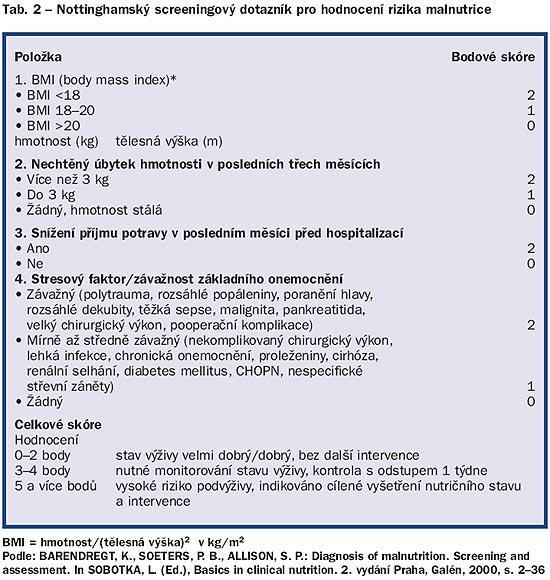 Tab. 2 – Nottinghamský screeningový dotazník pro hodnocení rizika malnutrice
Položka Bodové skóre
1. BMI (body mass index)*
• BMI <18 2
• BMI 18–20 1
• BMI >20 0
hmotnost (kg) tělesná výška (m)
2. Nechtěný úbytek hmotnosti v posledních třech měsících
• Více než 3 kg 2
• Do 3 kg 1
• Žádný, hmotnost stálá 0
3. Snížení příjmu potravy v posledním měsíci před hospitalizací
• Ano 2
• Ne 0
4. Stresový faktor/závažnost základního onemocnění
• Závažný (polytrauma, rozsáhlé popáleniny, poranění hlavy,
rozsáhlé dekubity, těžká sepse, malignita, pankreatitida,
velký chirurgický výkon, pooperační komplikace) 2
• Mírně až středně závažný (nekomplikovaný chirurgický výkon,
lehká infekce, chronická onemocnění, proleženiny, cirhóza,
renální selhání, diabetes mellitus, CHOPN, nespecifické
střevní záněty) 1
• Žádný 0
Celkové skóre
Hodnocení
0–2 body stav výživy velmi dobrý/dobrý, bez další intervence
3–4 body nutné monitorování stavu výživy, kontrola s odstupem 1 týdne
5 a více bodů vysoké riziko podvýživy, indikováno cílené vyšetření nutričního stavu
a intervence
BMI = hmotnost/(tělesná výška)² v kg/m²
Podle: BARENDREGT, K., SOETERS, P. B., ALLISON, S. P.: Diagnosis of malnutrition. Screening and
assessment. In SOBOTKA, L. (Ed.), Basics in clinical nutrition. 2. vydání Praha, Galén, 2000, s. 2–36